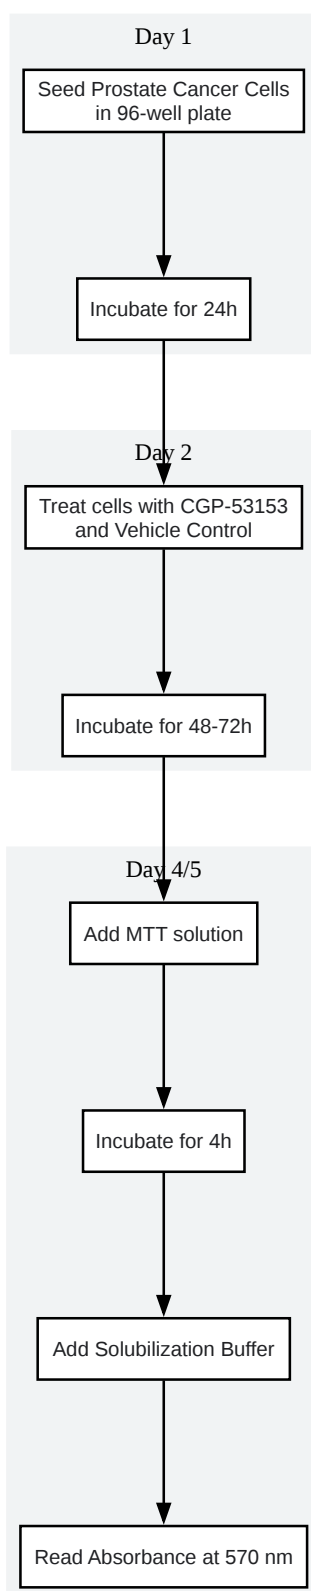 Day 1
Seed Prostate Cancer Cells
in 96-well plate
Incubate for 24h
Day 2
Treat cells with CGP-53153
and Vehicle Control
Incubate for 48-72h
Day 4/5
Add MTT solution
Incubate for 4h
Add Solubilization Buffer
Read Absorbance at 570 nm